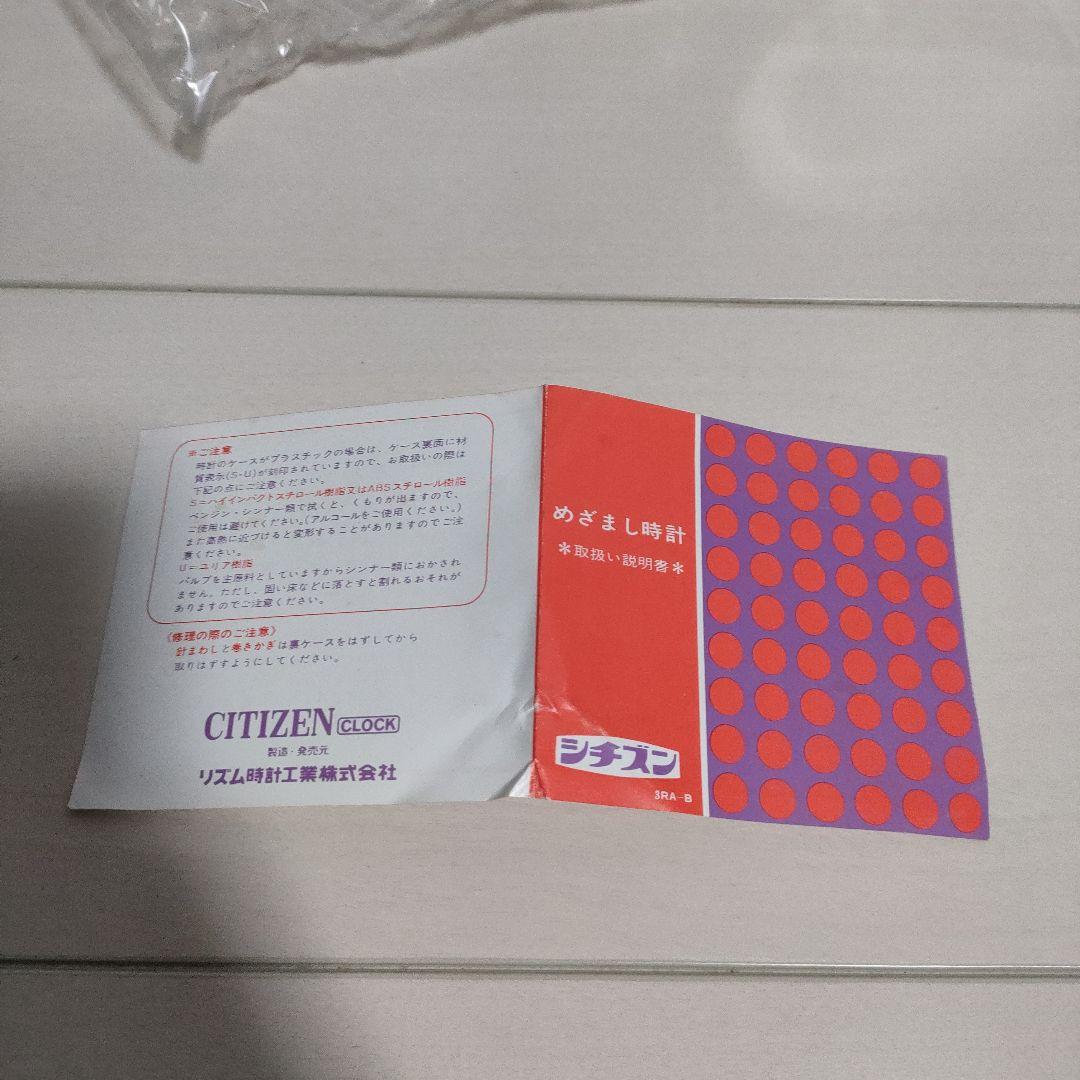 ※ご注意
時計のケースがプラスチックの場合は、ケース裏面に材
質表示(S・U)が刻印されていますので、お取扱いの際は
下記の点にご注意ください。
S=ハイインパクトスチロール樹脂又はABSスチロール樹脂
ベンジン・シンナー類で拭くと、くもりが出ますので、
ご使用は避けてください。(アルコールをご使用ください。)
また高熱に近づけると変形することがありますのでご注
意ください。
U=ユリア樹脂
パルプを主原料としていますからシンナー類におかされ
ません。ただし、固い床などに落とすと割れるおそれが
ありますのでご注意ください。
《修理の際のご注意》
針まわしと巻きかぎは裏ケースをはずしてから
取りはずすようにしてください。
CITIZEN CLOCK
製造・発売元
リズム時計工業株式会社
めざまし時計
＊取扱い説明書＊
シチズン
3RA-B